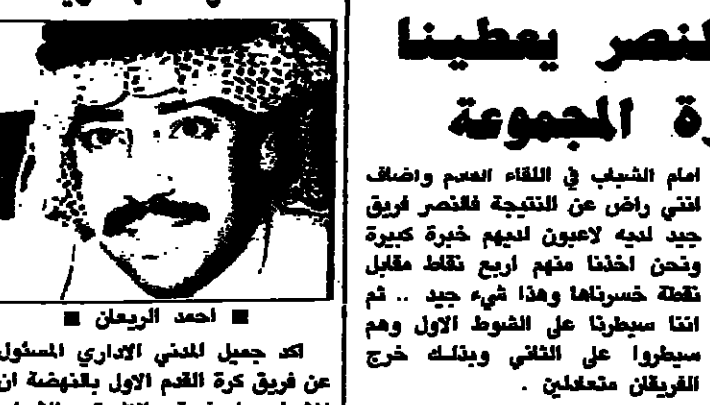 لنصر يعطينا
رة المجموعة
امام الشباب في اللقاء القادم واضاف
انني راض عن النتيجة فالنصر فريق
جيد لديه لاعبون لديهم خبرة كبيرة
ونحن اخذنا منهم اربع نقاط مقابل
نقطة خسرناها وهذا شيء جيد .. ثم
اننا سيطرنا على الشوط الاول وهم
سيطروا على الثاني وبذلك خرج
الفريقان متعادلين .
■ احمد الريعان ■
اكد جميل المدني الاداري المسئول
عن فريق كرة القدم الاول بالنهضة ان